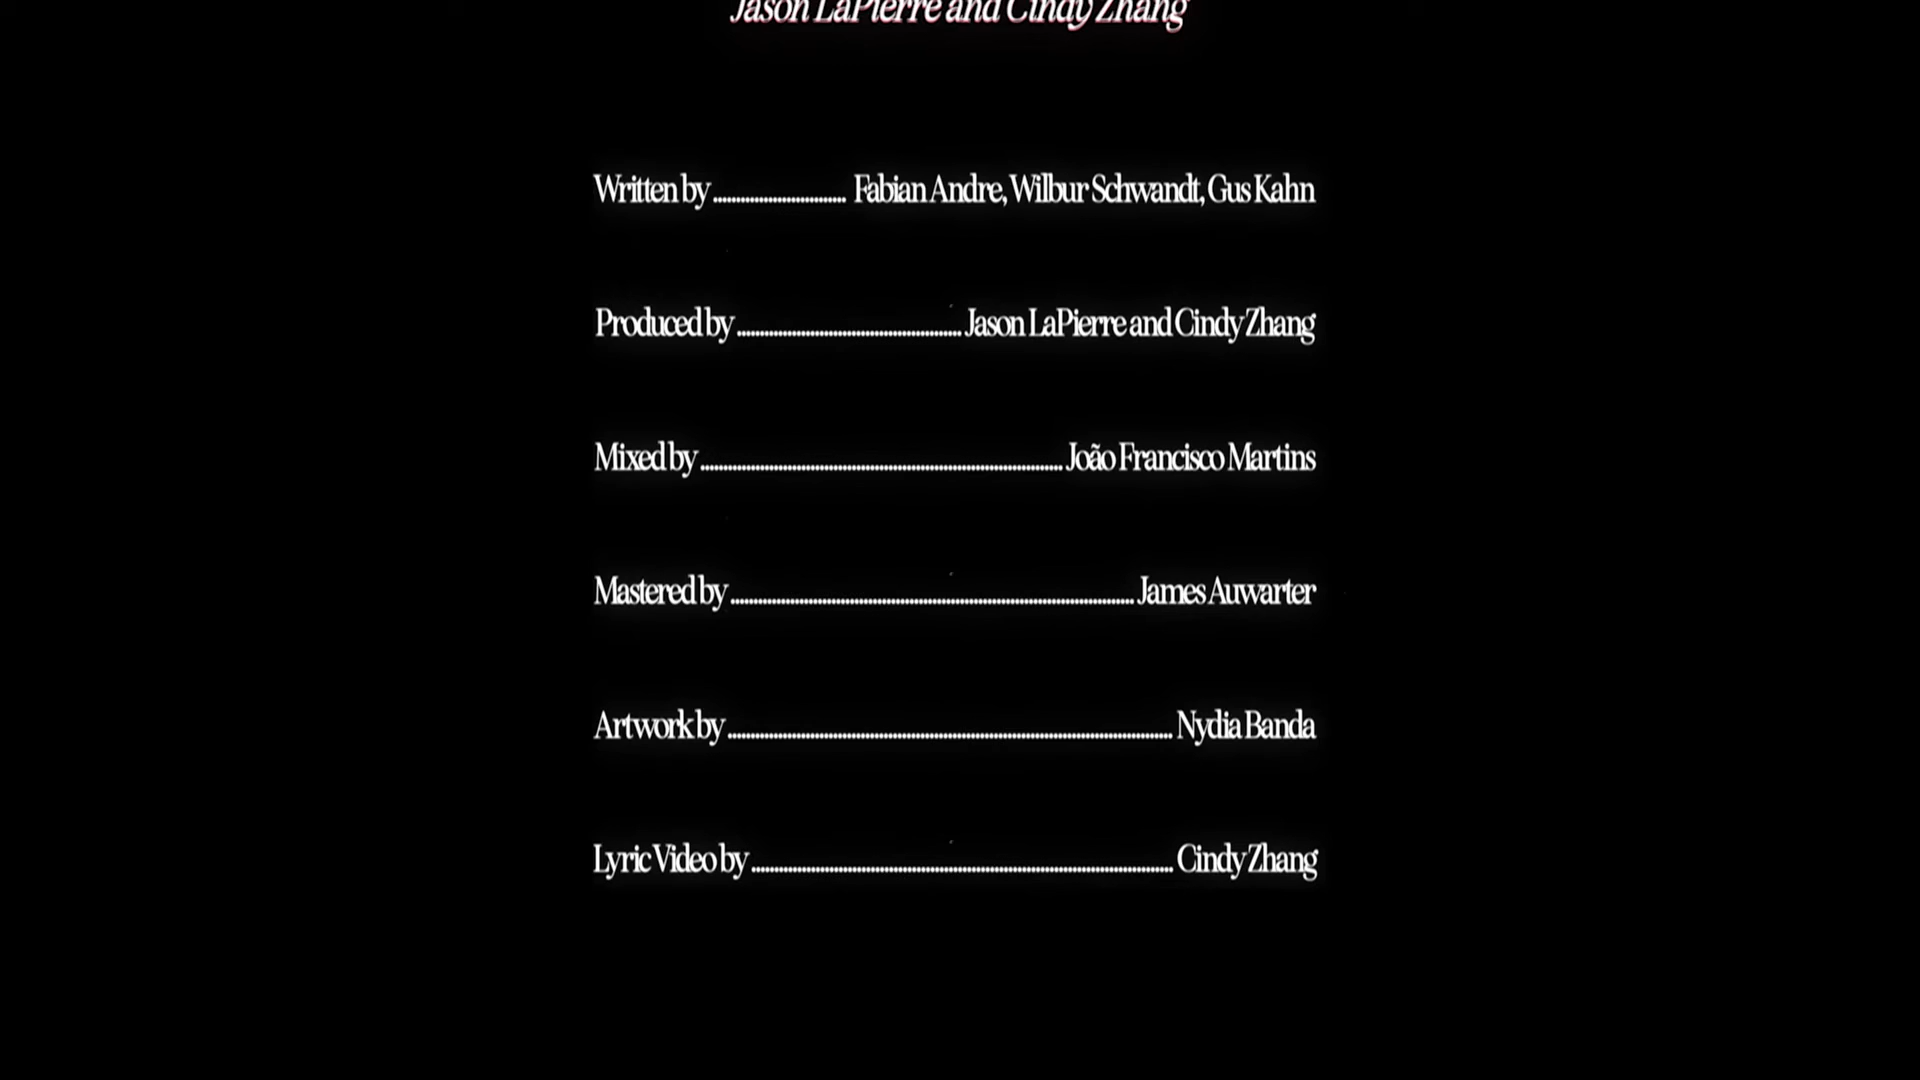 Jason LaPierre and Cindy Zhang
Written by ............................. Fabian Andre, Wilbur Schwandt, Gus Kahn
Produced by ................................................. Jason LaPierre and Cindy Zhang
Mixed by ............................................................................... João Francisco Martins
Mastered by ........................................................................................ James Auwarter
Artwork by ................................................................................................. Nydia Banda
Lyric Video by ............................................................................................ Cindy Zhang